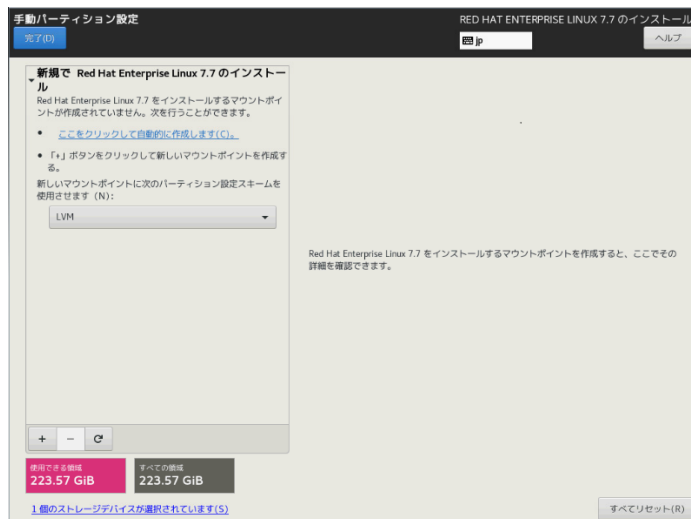 手動パーティション設定
RED HAT ENTERPRISE LINUX 7.7 のインストール
完了(D)
jp
ヘルプ
新規で Red Hat Enterprise Linux 7.7 のインストー
ル
Red Hat Enterprise Linux 7.7 をインストールするマウントポイ
ントが作成されていません。次を行うことができます。
• ここをクリックして自動的に作成します(C)。
• 「+」ボタンをクリックして新しいマウントポイントを作成す
る。
新しいマウントポイントに次のパーティション設定スキームを
使用させます (N):
LVM
Red Hat Enterprise Linux 7.7 をインストールするマウントポイントを作成すると、ここでその
詳細を確認できます。
+ −
使用できる領域
223.57 GiB
すべての領域
223.57 GiB
1 個のストレージデバイスが選択されています(S)
すべてリセット(R)